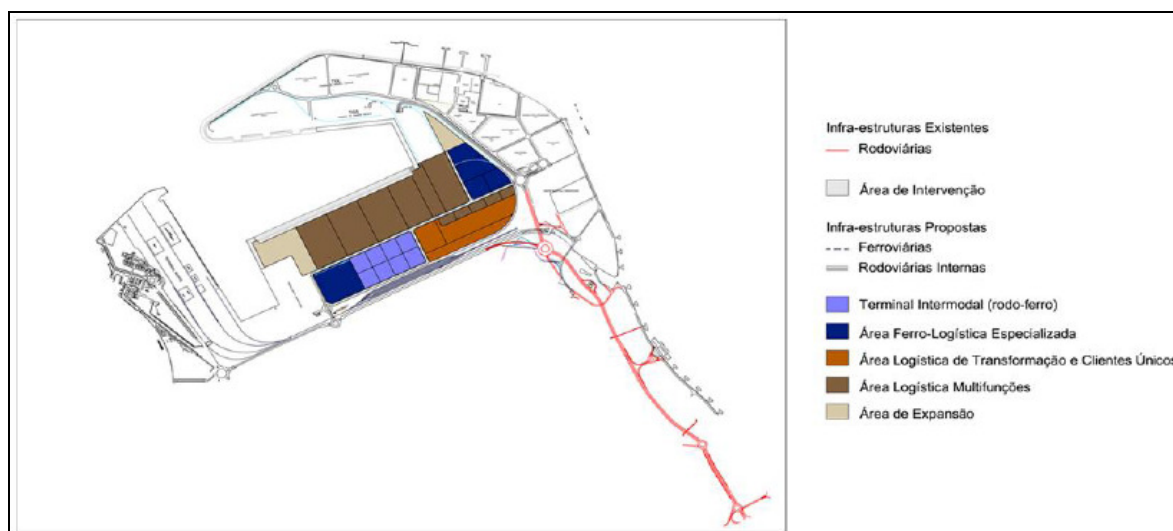 Infra-estruturas Existentes
Rodoviárias
Área de Intervenção
Infra-estruturas Propostas
Ferroviárias
Rodoviárias Internas
Terminal Intermodal (rodo-ferro)
Área Ferro-Logística Especializada
Área Logística de Transformação e Clientes Únicos
Área Logística Multifunções
Área de Expansão